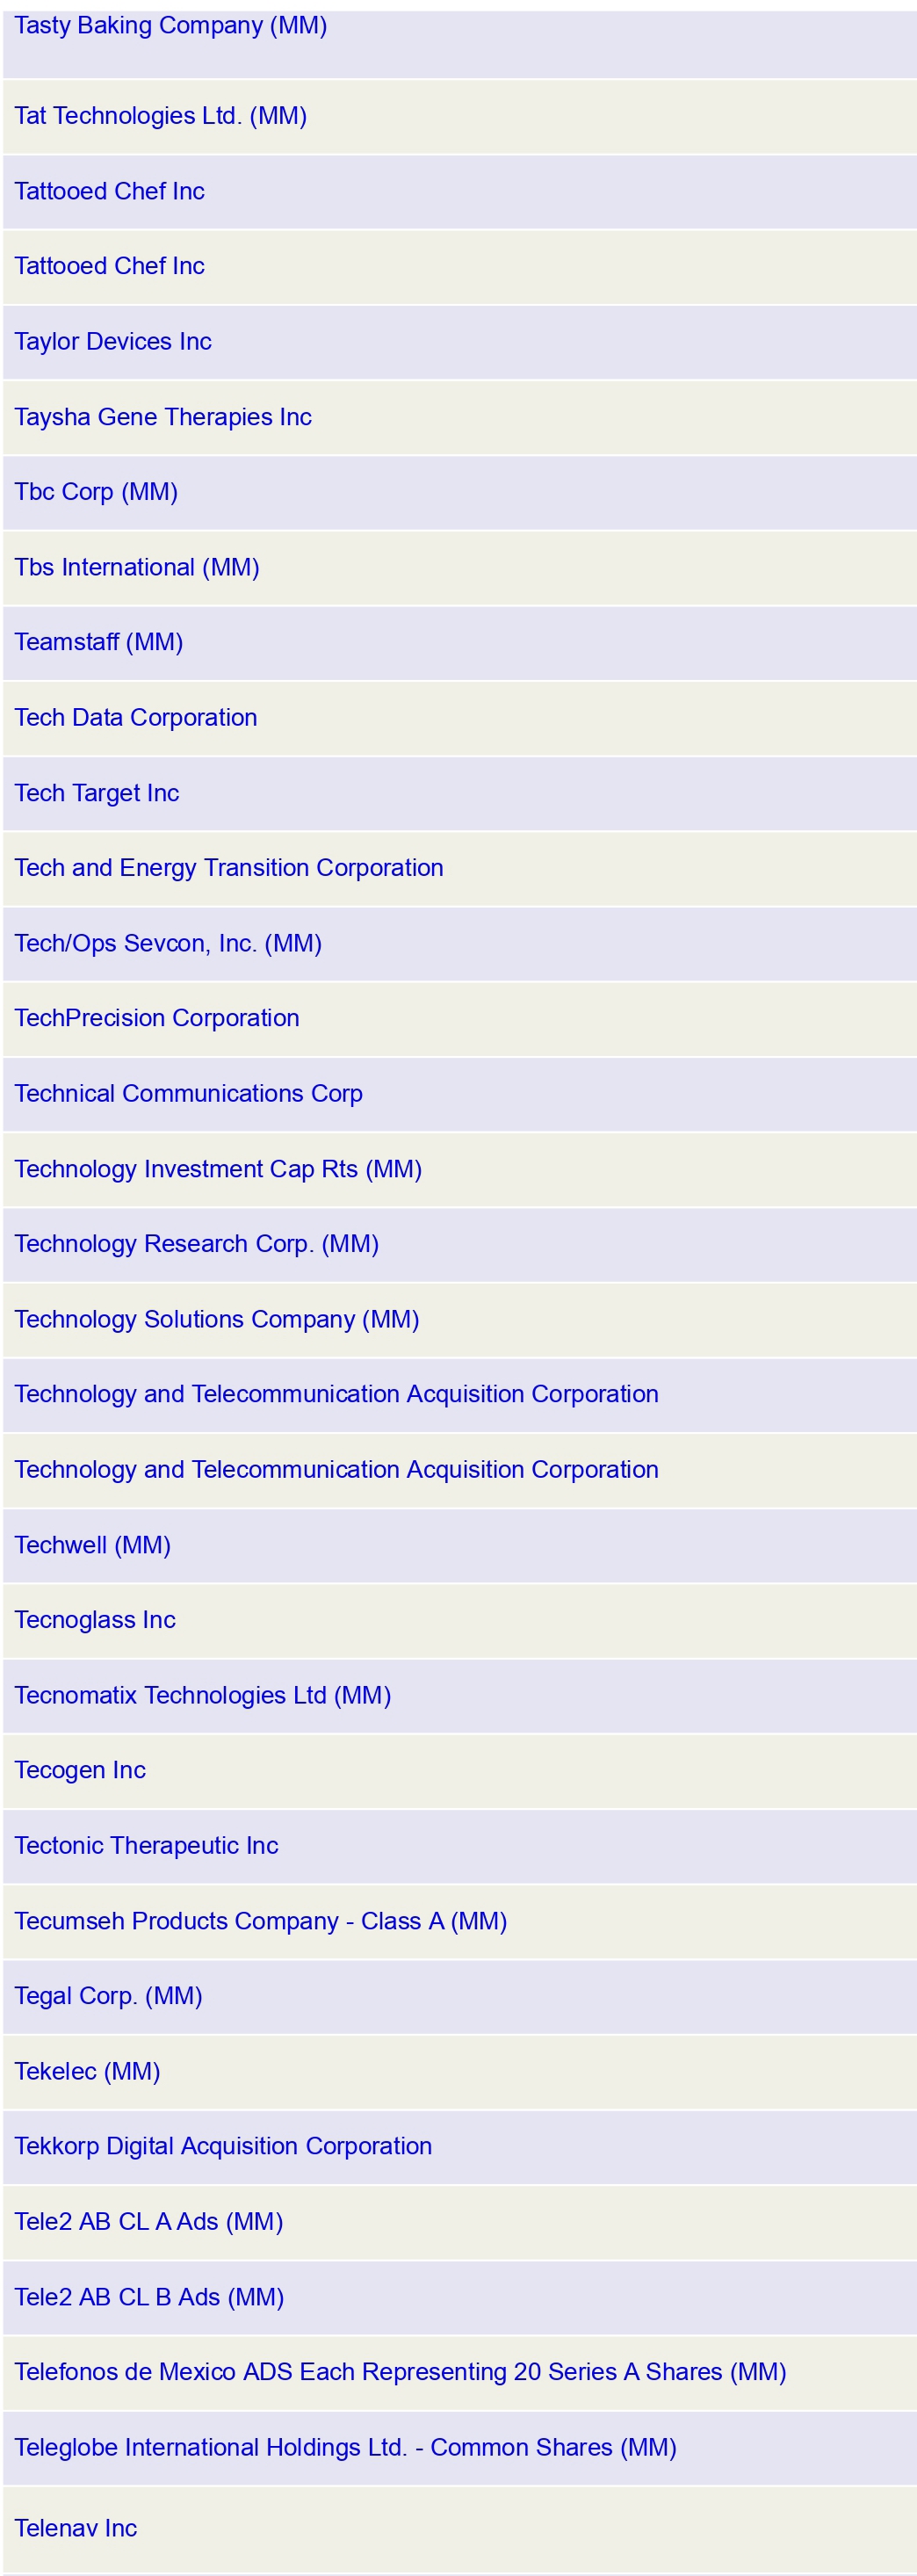 Tasty Baking Company (MM)
Tat Technologies Ltd. (MM)
Tattooed Chef Inc
Tattooed Chef Inc
Taylor Devices Inc
Taysha Gene Therapies Inc
Tbc Corp (MM)
Tbs International (MM)
Teamstaff (MM)
Tech Data Corporation
Tech Target Inc
Tech and Energy Transition Corporation
Tech/Ops Sevcon, Inc. (MM)
TechPrecision Corporation
Technical Communications Corp
Technology Investment Cap Rts (MM)
Technology Research Corp. (MM)
Technology Solutions Company (MM)
Technology and Telecommunication Acquisition Corporation
Technology and Telecommunication Acquisition Corporation
Techwell (MM)
Tecnoglass Inc
Tecnomatix Technologies Ltd (MM)
Tecogen Inc
Tectonic Therapeutic Inc
Tecumseh Products Company - Class A (MM)
Tegal Corp. (MM)
Tekelec (MM)
Tekkorp Digital Acquisition Corporation
Tele2 AB CL A Ads (MM)
Tele2 AB CL B Ads (MM)
Telefonos de Mexico ADS Each Representing 20 Series A Shares (MM)
Teleglobe International Holdings Ltd. - Common Shares (MM)
Telenav Inc